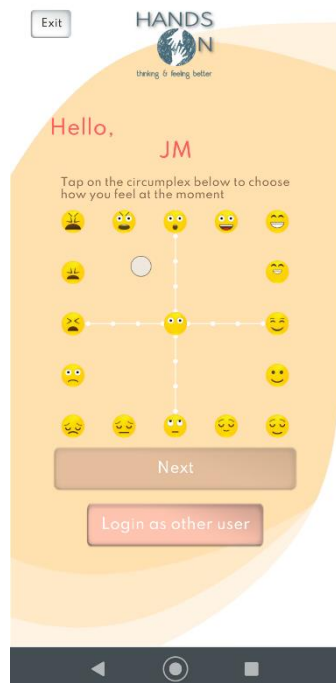 Exit
HANDS
ON
thinking & feeling better
Hello,
JM
Tap on the circumplex below to choose
how you feel at the moment
Next
Login as other user